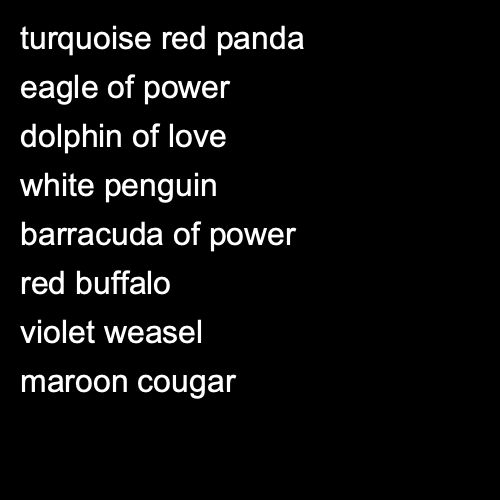 turquoise red panda
eagle of power
dolphin of love
white penguin
barracuda of power
red buffalo
violet weasel
maroon cougar